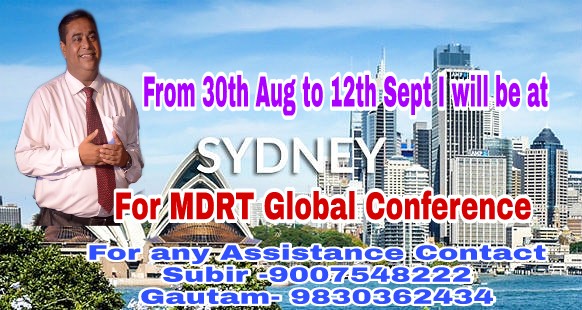 From 30th Aug to 12th Sept I will be at
SYDNEY
For MDRT Global Conference
For any Assistance Contact
Subir -9007548222
Gautam- 9830362434